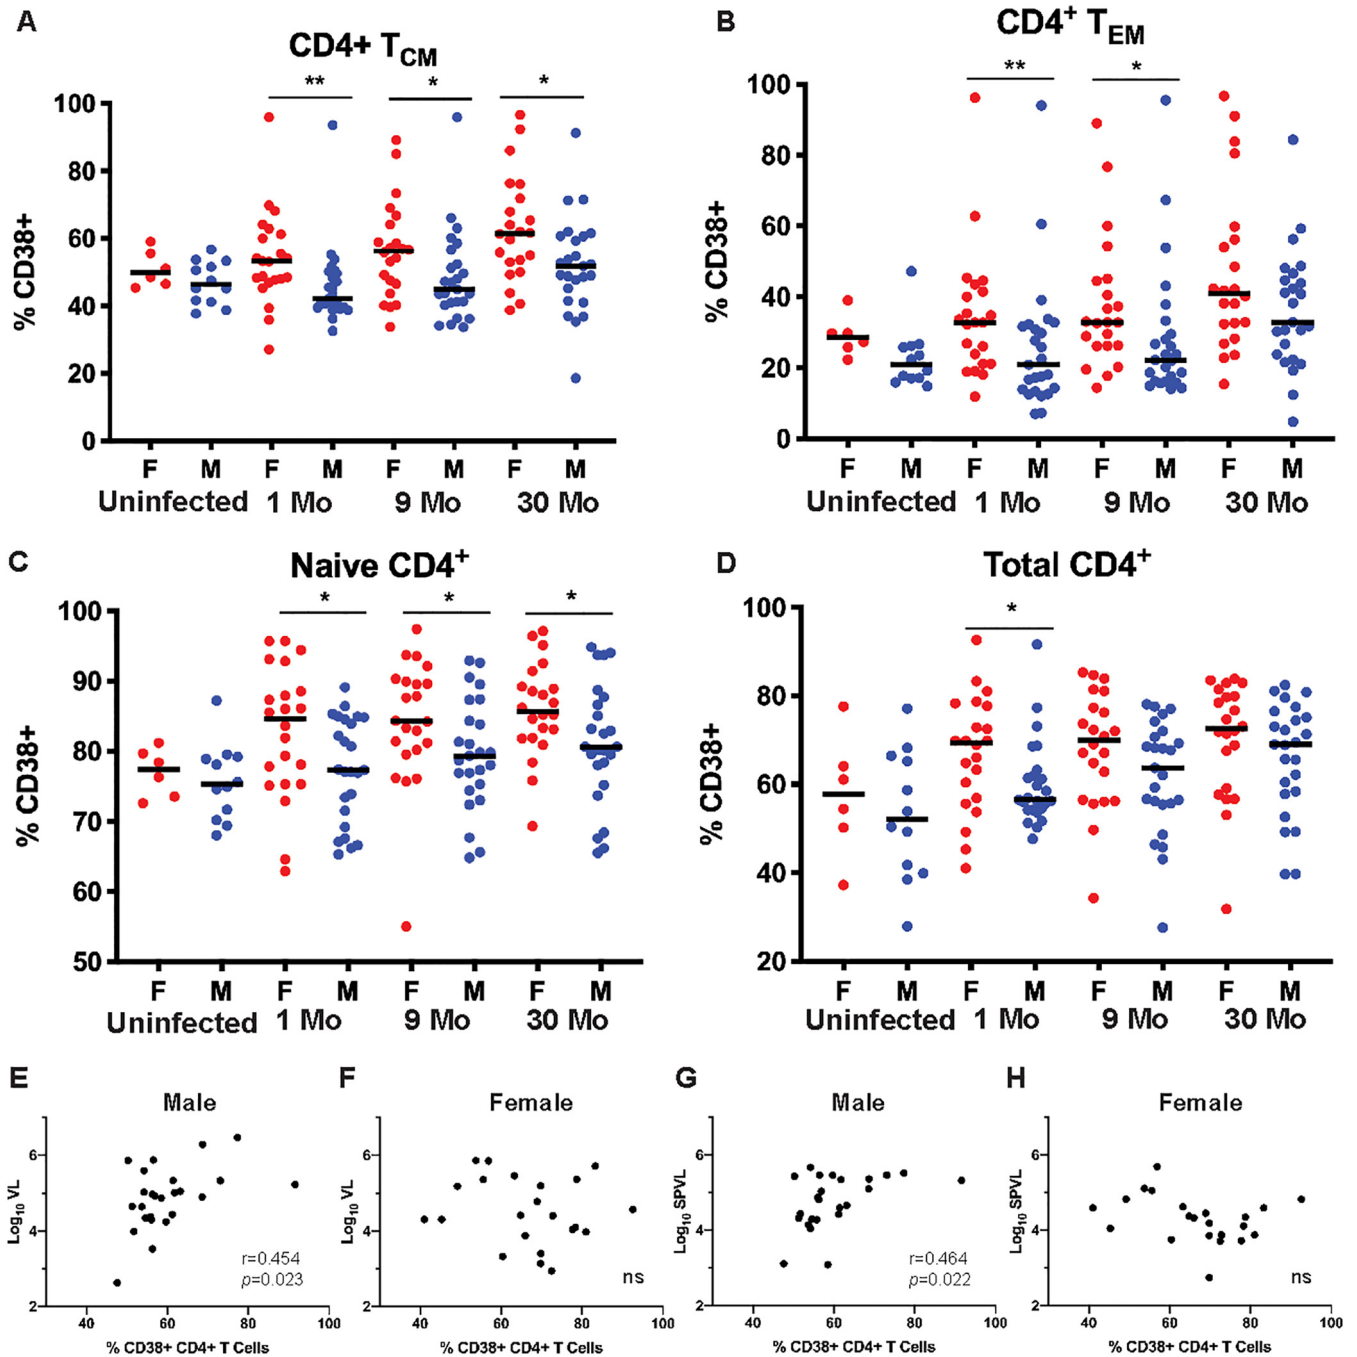 A
CD4+ T_CM
** * *
% CD38+
100
80
60
40
20
0
F M F M F M F M
Uninfected 1 Mo 9 Mo 30 Mo
B
CD4⁺ T_EM
** *
% CD38+
100
80
60
40
20
0
F M F M F M F M
Uninfected 1 Mo 9 Mo 30 Mo
C
Naive CD4⁺
* * *
% CD38+
100
90
80
70
60
50
F M F M F M F M
Uninfected 1 Mo 9 Mo 30 Mo
D
Total CD4⁺
*
% CD38+
100
80
60
40
20
F M F M F M F M
Uninfected 1 Mo 9 Mo 30 Mo
E
Male
Log₁₀ VL
6
4
2
r=0.454
p=0.023
40 60 80 100
% CD38+ CD4+ T Cells
F
Female
Log₁₀ VL
6
4
2
ns
40 60 80 100
% CD38+ CD4+ T Cells
G
Male
Log₁₀ SPVL
6
4
2
r=0.464
p=0.022
40 60 80 100
% CD38+ CD4+ T Cells
H
Female
Log₁₀ SPVL
6
4
2
ns
40 60 80 100
% CD38+ CD4+ T Cells